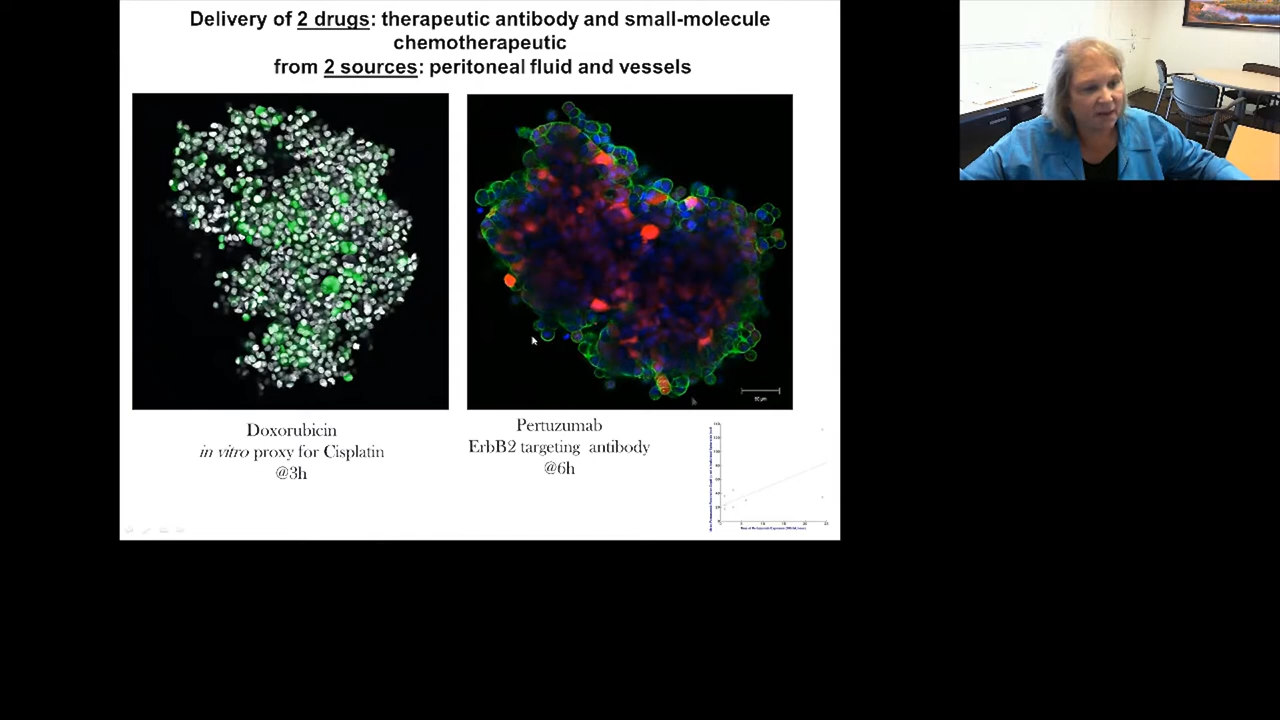 Delivery of 2 drugs: therapeutic antibody and small-molecule
chemotherapeutic
from 2 sources: peritoneal fluid and vessels
Doxorubicin
in vitro proxy for Cisplatin
@3h
Pertuzumab
ErbB2 targeting antibody
@6h